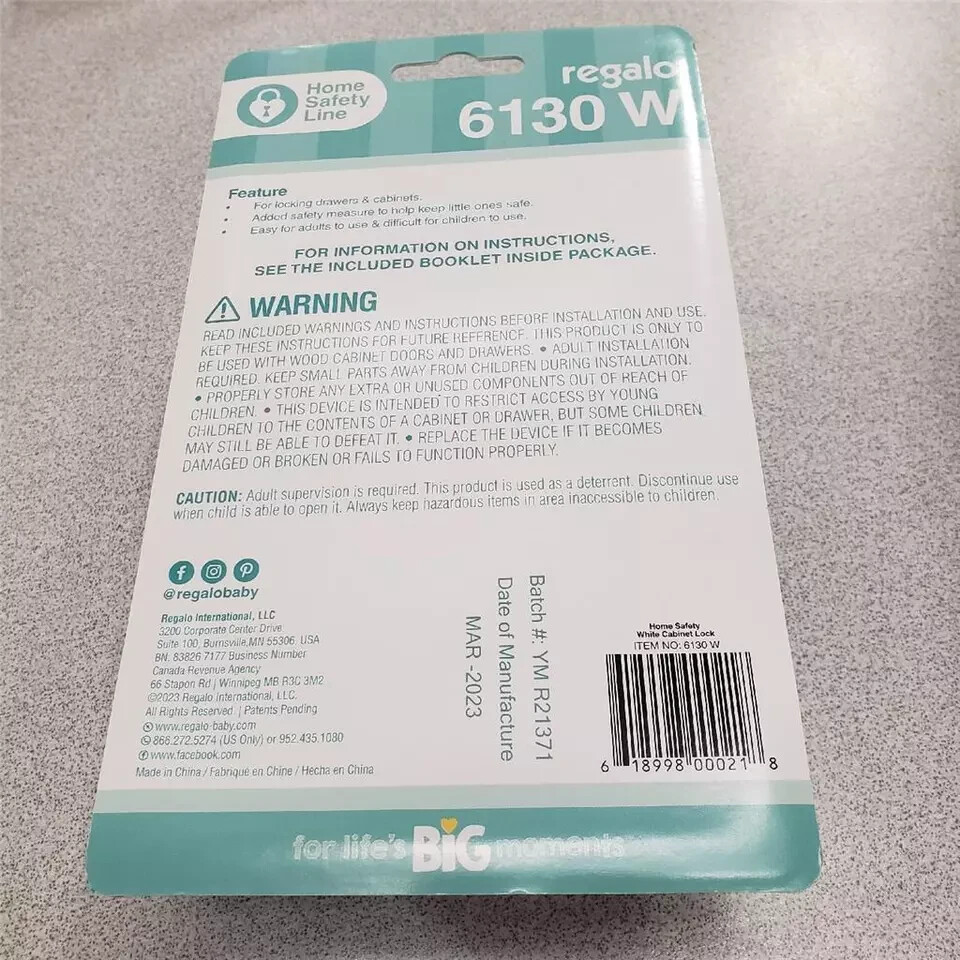 Home
Safety
Line
regalo
6130 W
Feature
• For locking drawers & cabinets.
• Added safety measure to help keep little ones safe.
• Easy for adults to use & difficult for children to use.
FOR INFORMATION ON INSTRUCTIONS,
SEE THE INCLUDED BOOKLET INSIDE PACKAGE.
WARNING
READ INCLUDED WARNINGS AND INSTRUCTIONS BEFORE INSTALLATION AND USE.
KEEP THESE INSTRUCTIONS FOR FUTURE REFERENCE. THIS PRODUCT IS ONLY TO
BE USED WITH WOOD CABINET DOORS AND DRAWERS. • ADULT INSTALLATION
REQUIRED. KEEP SMALL PARTS AWAY FROM CHILDREN DURING INSTALLATION.
• PROPERLY STORE ANY EXTRA OR UNUSED COMPONENTS OUT OF REACH OF
CHILDREN. • THIS DEVICE IS INTENDED TO RESTRICT ACCESS BY YOUNG
CHILDREN TO THE CONTENTS OF A CABINET OR DRAWER, BUT SOME CHILDREN
MAY STILL BE ABLE TO DEFEAT IT. • REPLACE THE DEVICE IF IT BECOMES
DAMAGED OR BROKEN OR FAILS TO FUNCTION PROPERLY.
CAUTION: Adult supervision is required. This product is used as a deterrent. Discontinue use
when child is able to open it. Always keep hazardous items in area inaccessible to children.
@regalobaby
Regalo International, LLC
3200 Corporate Center Drive
Suite 100, Burnsville,MN 55306, USA
BN. 83826 7177 Business Number
Canada Revenue Agency
66 Stapon Rd | Winnipeg MB R3C 3M2
©2023 Regalo International, LLC.
All Rights Reserved. | Patents Pending
www.regalo-baby.com
866.272.5274 (US Only) or 952.435.1080
www.facebook.com
Made in China / Fabriqué en Chine / Hecha en China
Batch #: YM R21371
Date of Manufacture
MAR -2023
Home Safety
White Cabinet Lock
ITEM NO: 6130 W
6 18998 00021 8
for life's BIG moments